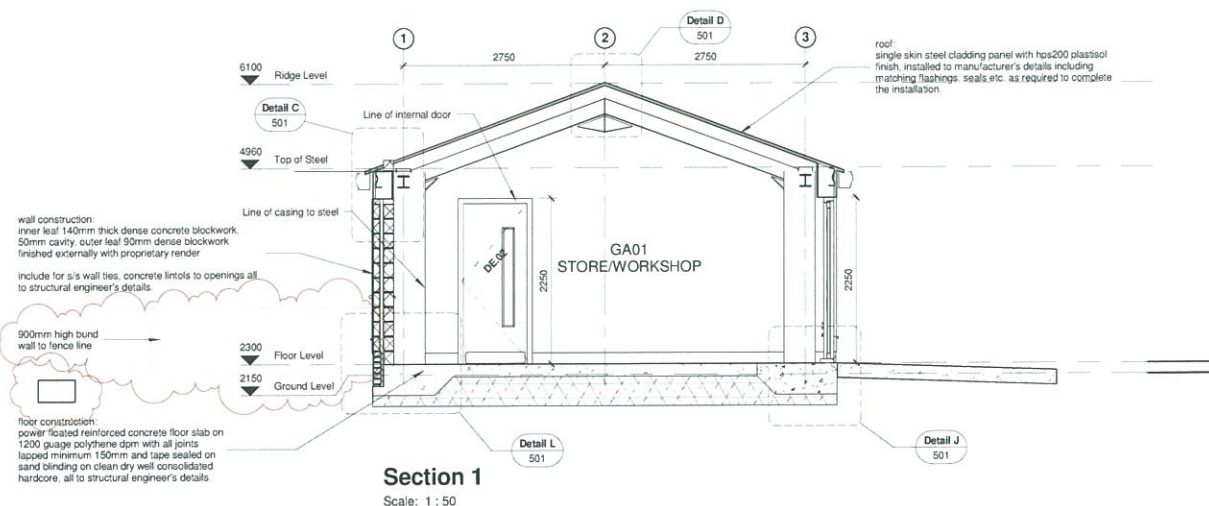 Detail D
501
1
2
3
2750
2750
roof:
single skin steel cladding panel with hps200 plastisol
finish, installed to manufacturer's details including
matching flashings, seals etc. as required to complete
the installation.
6100
Ridge Level
Detail C
501
Line of internal door
4960
Top of Steel
wall construction:
inner leaf 140mm thick dense concrete blockwork,
50mm cavity, outer leaf 90mm dense blockwork
finished externally with proprietary render
include for s/s wall ties, concrete lintols to openings all
to structural engineer's details.
Line of casing to steel
DE.02
2250
GA01
STORE/WORKSHOP
2250
900mm high bund
wall to fence line
2300
Floor Level
2150
Ground Level
floor construction:
power floated reinforced concrete floor slab on
1200 guage polythene dpm with all joints
lapped minimum 150mm and tape sealed on
sand blinding on clean dry well consolidated
hardcore, all to structural engineer's details.
Detail L
501
Detail J
501
Section 1
Scale: 1 : 50